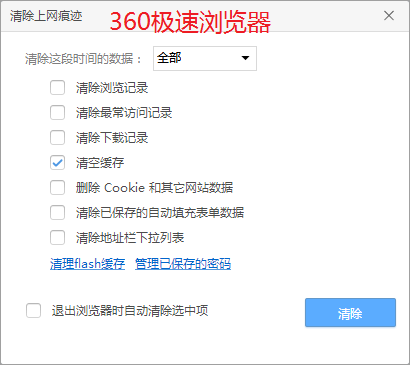 清除上网痕迹
360极速浏览器
清除这段时间的数据： 全部
清除浏览记录
清除最常访问记录
清除下载记录
清空缓存
删除 Cookie 和其它网站数据
清除已保存的自动填充表单数据
清除地址栏下拉列表
清理flash缓存 管理已保存的密码
退出浏览器时自动清除选中项
清除